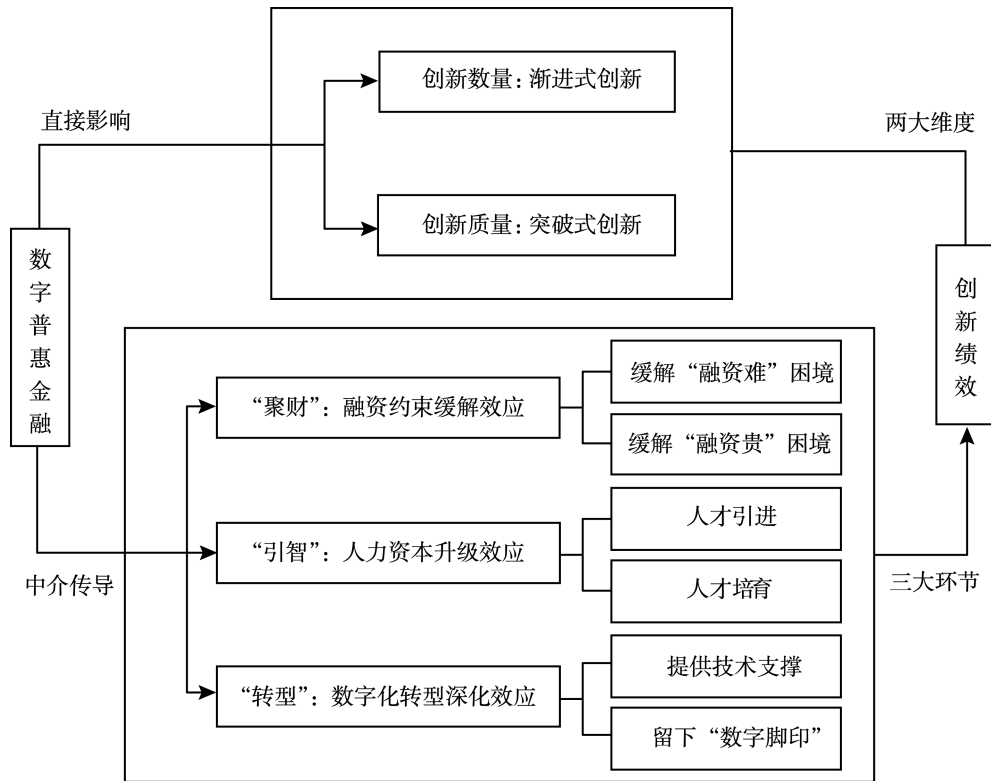 创新数量:渐进式创新
直接影响
两大维度
创新质量:突破式创新
数字普惠金融
创新绩效
缓解“融资难”困境
“聚财”:融资约束缓解效应
缓解“融资贵”困境
人才引进
“引智”:人力资本升级效应
中介传导
三大环节
人才培育
提供技术支撑
“转型”:数字化转型深化效应
留下“数字脚印”